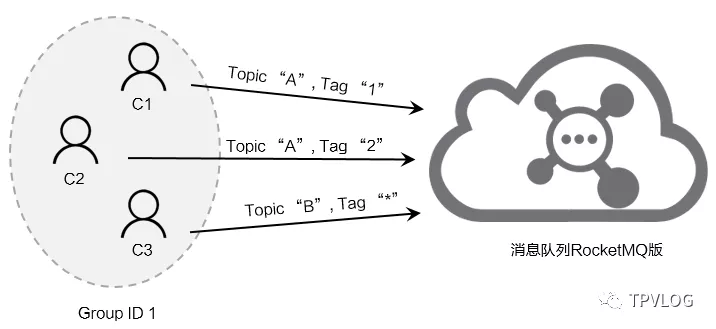 Topic “A”, Tag “1”
C1
Topic “A”, Tag “2”
C2
Topic “B”, Tag “*”
C3
消息队列RocketMQ版
Group ID 1
TPVLOG